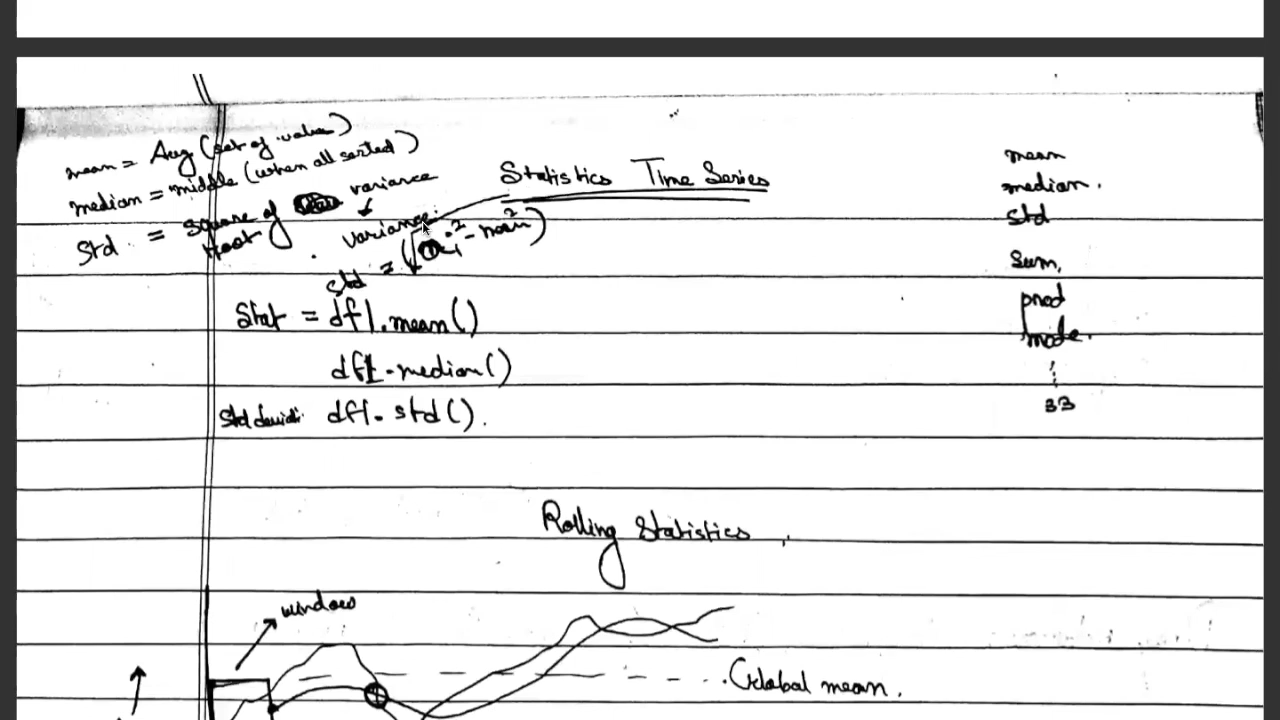 mean = Avg (set of value)
median = middle (when all sorted)
Std = square root of variance
variance
std =
Statistics Time Series
Stat = df1.mean()
df1.median()
df1.std().
mean
median.
std
sum,
prod
mode.
33
Rolling Statistics
window
Global mean.